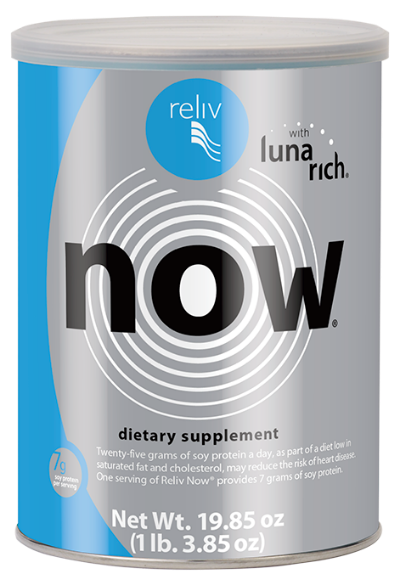 reliv
with
luna
rich®
now®
dietary supplement
Twenty-five grams of soy protein a day, as part of a diet low in
saturated fat and cholesterol, may reduce the risk of heart disease.
One serving of Reliv Now® provides 7 grams of soy protein.
7g
soy protein
per serving
Net Wt. 19.85 oz
(1 lb. 3.85 oz)